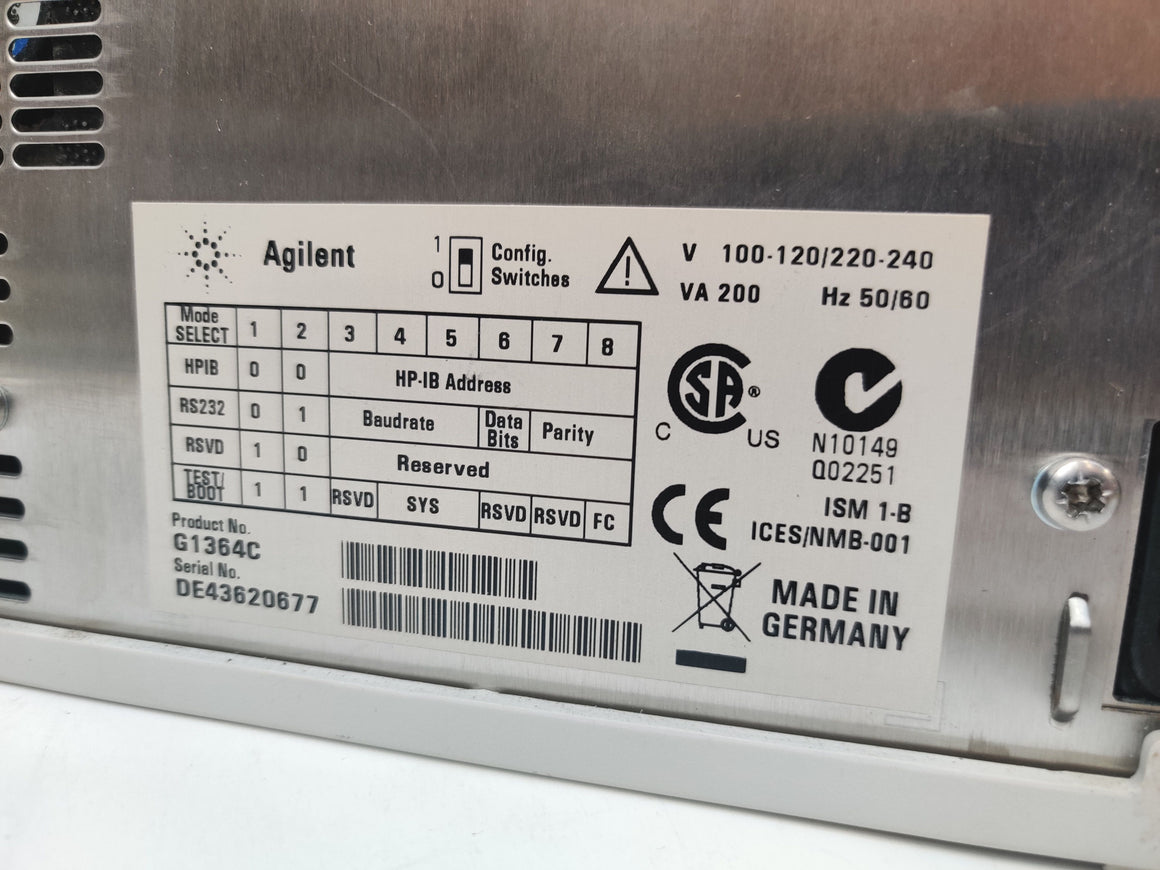 Agilent
1
0
Config.
Switches
V 100-120/220-240
VA 200 Hz 50/60
Mode SELECT 1 2 3 4 5 6 7 8
HPIB 0 0 HP-IB Address
RS232 0 1 Baudrate Data Bits Parity
RSVD 1 0 Reserved
TEST/BOOT 1 1 RSVD SYS RSVD RSVD FC
SA ®
C US
N10149
Q02251
CE
ISM 1-B
ICES/NMB-001
Product No.
G1364C
Serial No.
DE43620677
MADE IN
GERMANY